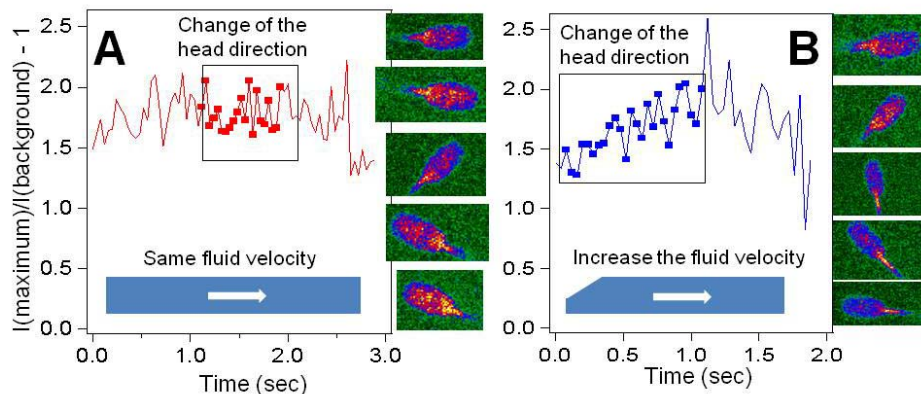 I(maximum)/I(background) - 1
2.5
2.0
1.5
1.0
0.5
0.0
A
Change of the
head direction
Same fluid velocity
0.0
1.0
2.0
3.0
Time (sec)
2.5
2.0
1.5
1.0
0.5
0.0
B
Change of the
head direction
Increase the fluid velocity
0.0
0.5
1.0
1.5
2.0
Time (sec)